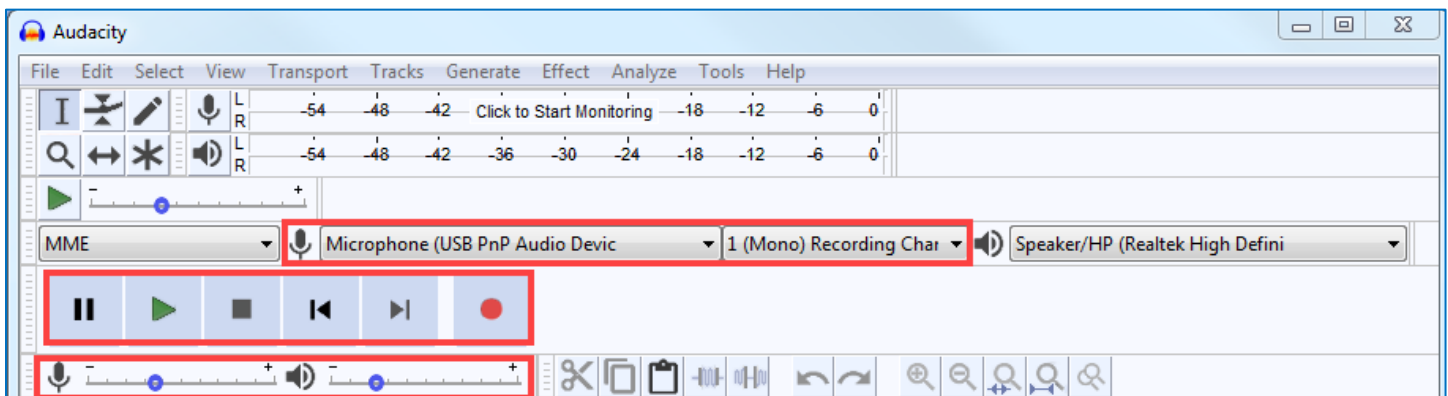 Audacity
File Edit Select View Transport Tracks Generate Effect Analyze Tools Help
L R -54 -48 -42 Click to Start Monitoring -18 -12 -6 0
L R -54 -48 -42 -36 -30 -24 -18 -12 -6 0
- +
MME Microphone (USB PnP Audio Devic 1 (Mono) Recording Char Speaker/HP (Realtek High Defini
- + - +